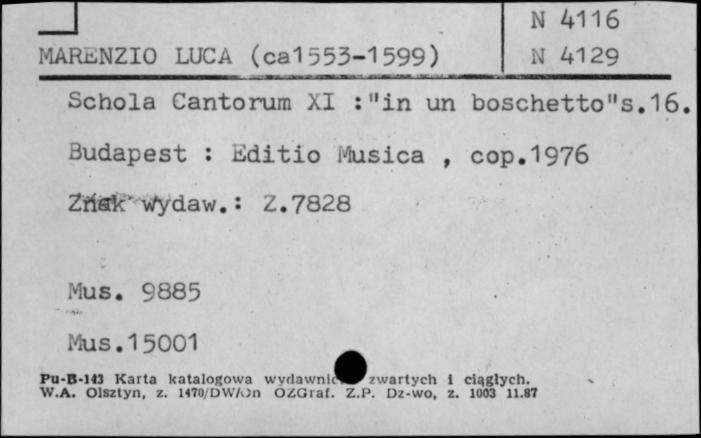 N 4116
MARENZIO LUCA (ca1553-1599) N 4129
Schola Cantorum XI :"in un boschetto"s.16.
Budapest : Editio Musica , cop.1976
Znak wydaw.: Z.7828
Mus. 9885
Mus.15001
Pu-B-143 Karta katalogowa zwartych i ciągłych.
W.A. Olsztyn, z. 1470/DW/On OZGraf. Z.P. Dz-wo, z. 1003 11.87